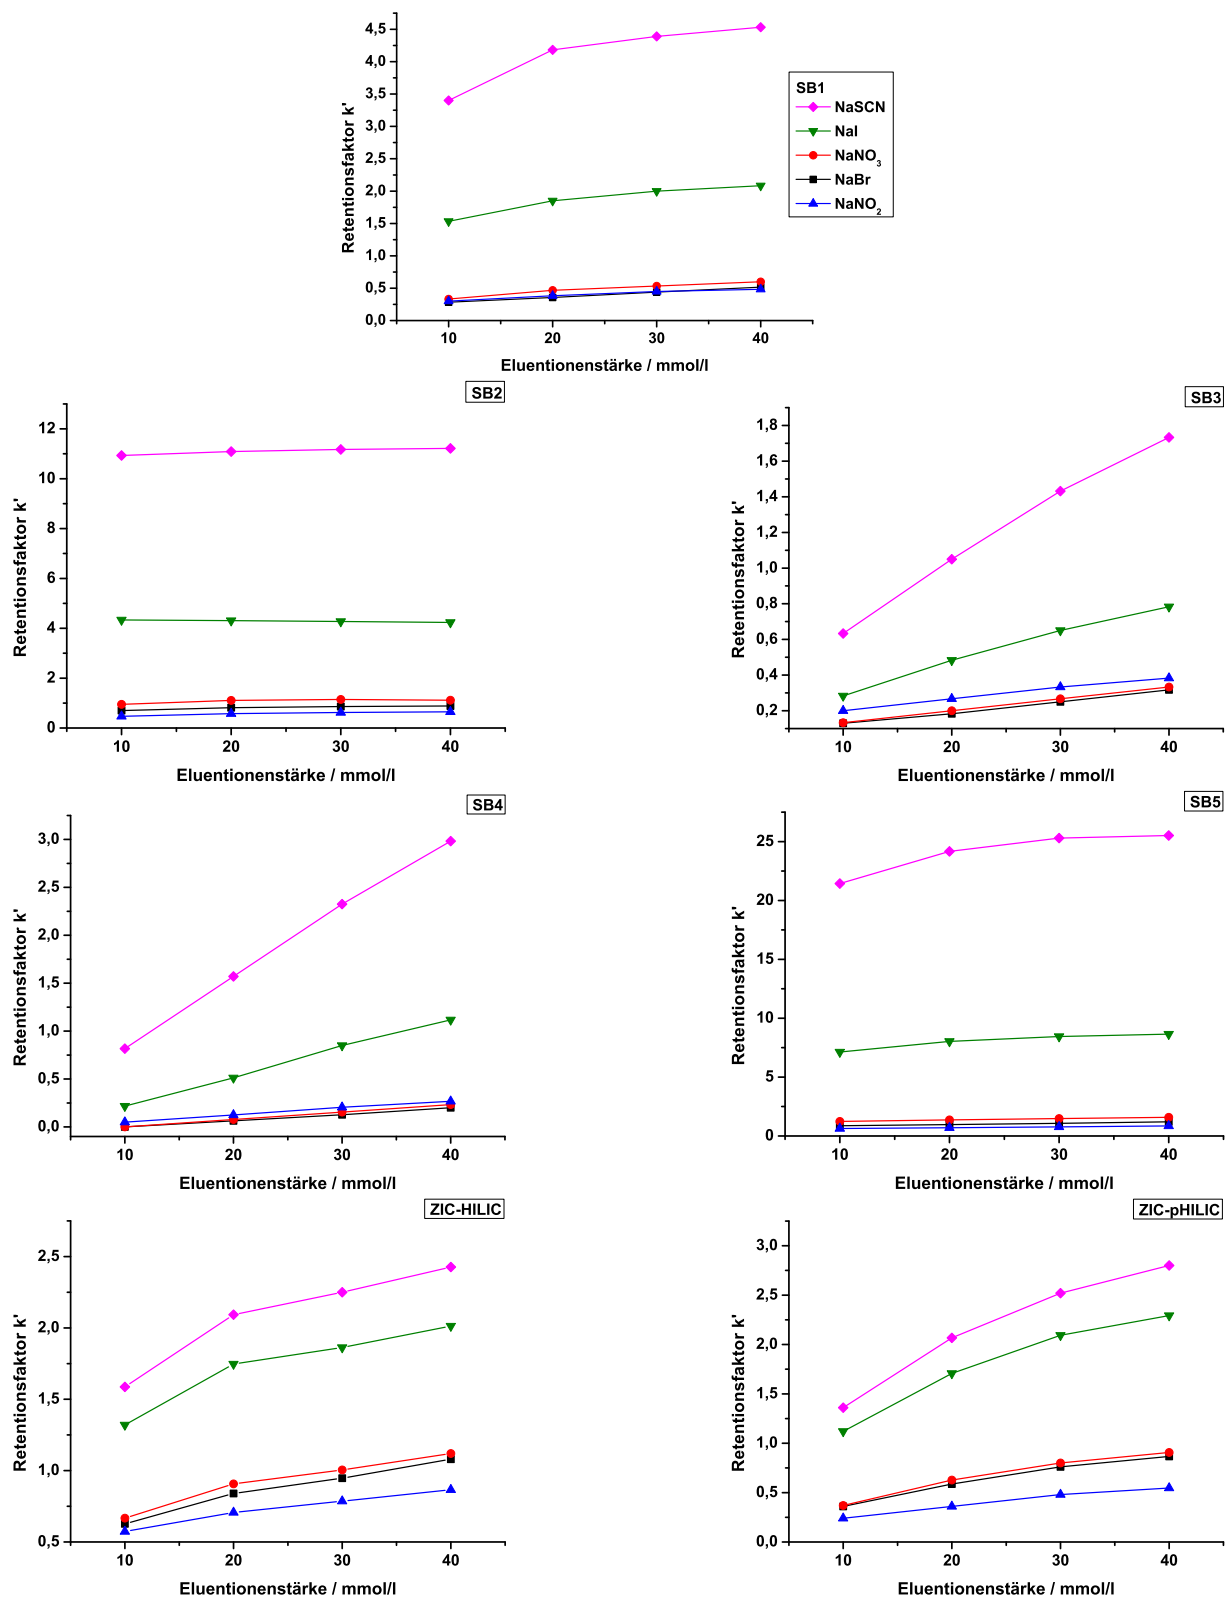 SB1
NaSCN
NaI
NaNO3
NaBr
NaNO2
Retentionsfaktor k'
4,5
4,0
3,5
3,0
2,5
2,0
1,5
1,0
0,5
0,0
10 20 30 40
Eluentionenstärke / mmol/l
SB2
Retentionsfaktor k'
12
10
8
6
4
2
0
10 20 30 40
Eluentionenstärke / mmol/l
SB3
Retentionsfaktor k'
1,8
1,6
1,4
1,2
1,0
0,8
0,6
0,4
0,2
10 20 30 40
Eluentionenstärke / mmol/l
SB4
Retentionsfaktor k'
3,0
2,5
2,0
1,5
1,0
0,5
0,0
10 20 30 40
Eluentionenstärke / mmol/l
SB5
Retentionsfaktor k'
25
20
15
10
5
0
10 20 30 40
Eluentionenstärke / mmol/l
ZIC-HILIC
Retentionsfaktor k'
2,5
2,0
1,5
1,0
0,5
10 20 30 40
Eluentionenstärke / mmol/l
ZIC-pHILIC
Retentionsfaktor k'
3,0
2,5
2,0
1,5
1,0
0,5
0,0
10 20 30 40
Eluentionenstärke / mmol/l